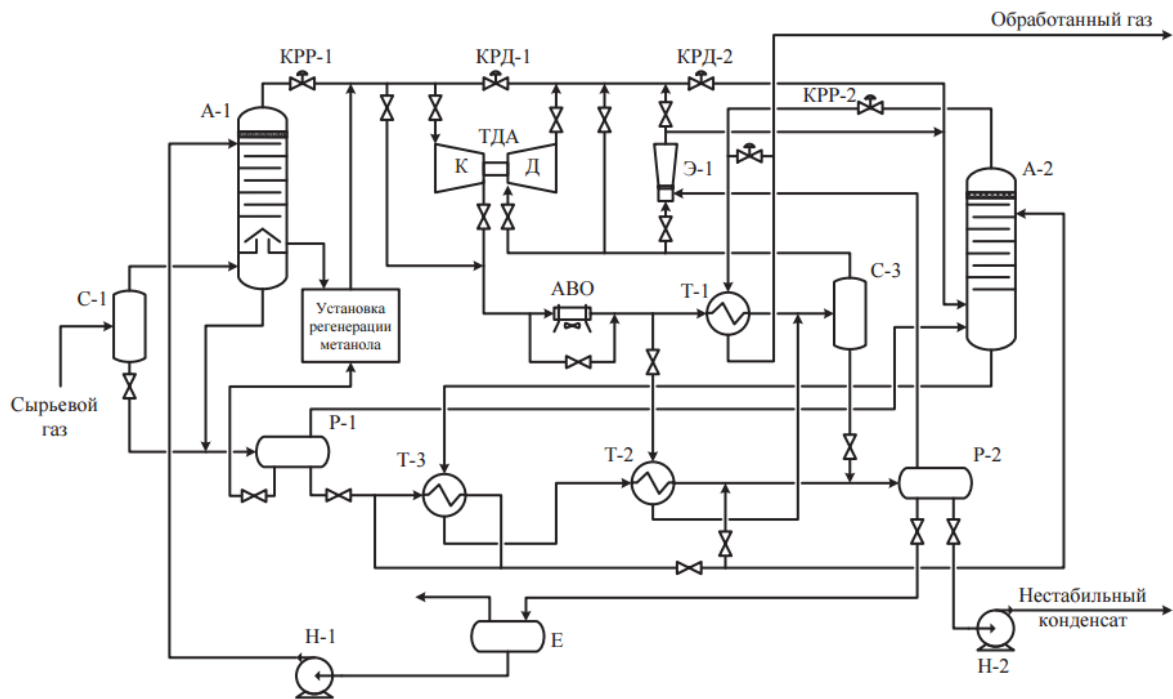 Обработанный газ
КРР-1
КРД-1
КРД-2
КРР-2
А-1
ТДА
К
Д
Э-1
А-2
С-1
АВО
Т-1
С-3
Установка
регенерации
метанола
Сырьевой
газ
Р-1
Т-3
Т-2
Р-2
Н-1
Е
Нестабильный
конденсат
Н-2